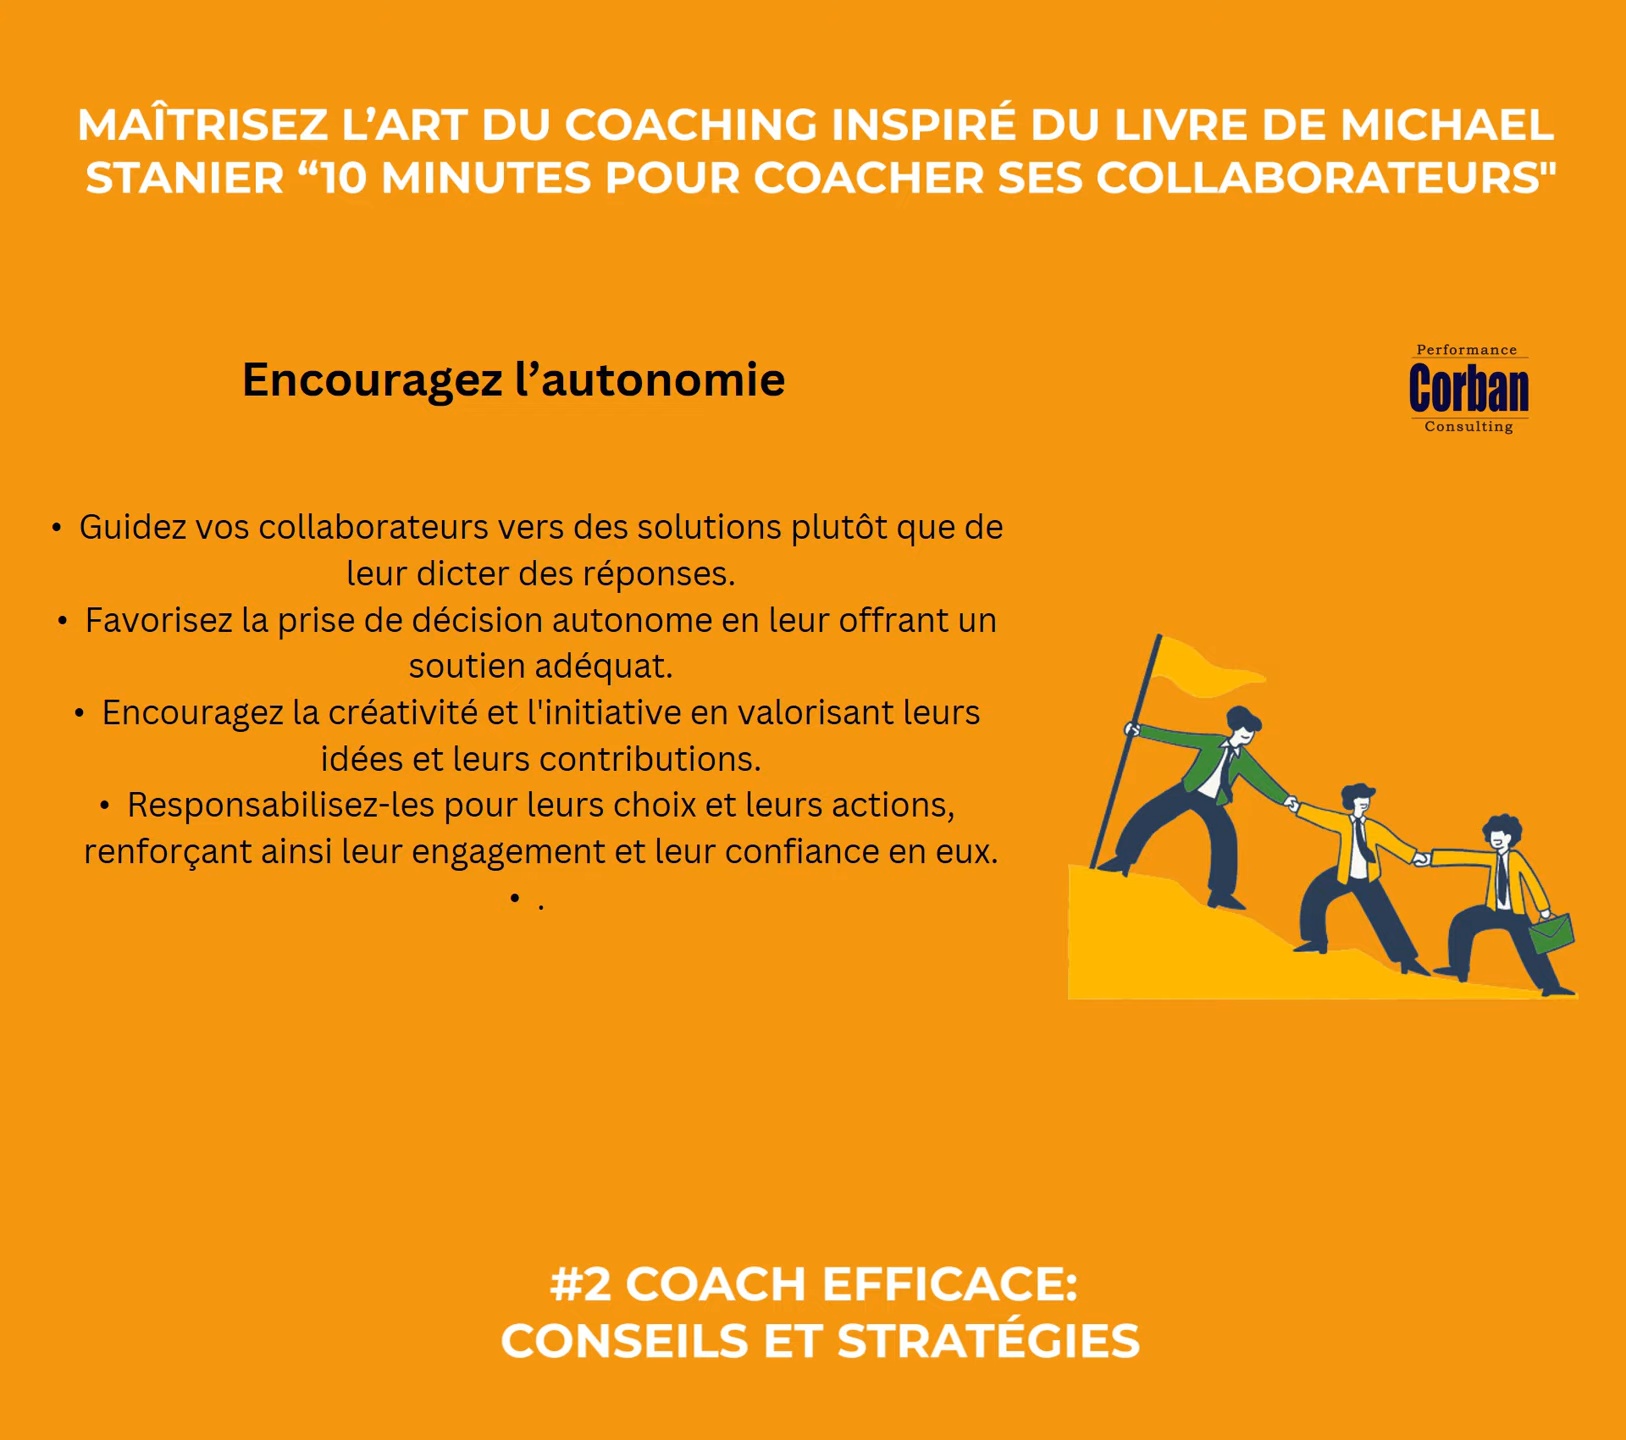 MAÎTRISEZ L’ART DU COACHING INSPIRÉ DU LIVRE DE MICHAEL
STANIER “10 MINUTES POUR COACHER SES COLLABORATEURS"
Encouragez l’autonomie
Performance
Corban
Consulting
• Guidez vos collaborateurs vers des solutions plutôt que de
leur dicter des réponses.
• Favorisez la prise de décision autonome en leur offrant un
soutien adéquat.
• Encouragez la créativité et l'initiative en valorisant leurs
idées et leurs contributions.
• Responsabilisez-les pour leurs choix et leurs actions,
renforçant ainsi leur engagement et leur confiance en eux.
• .
#2 COACH EFFICACE:
CONSEILS ET STRATÉGIES